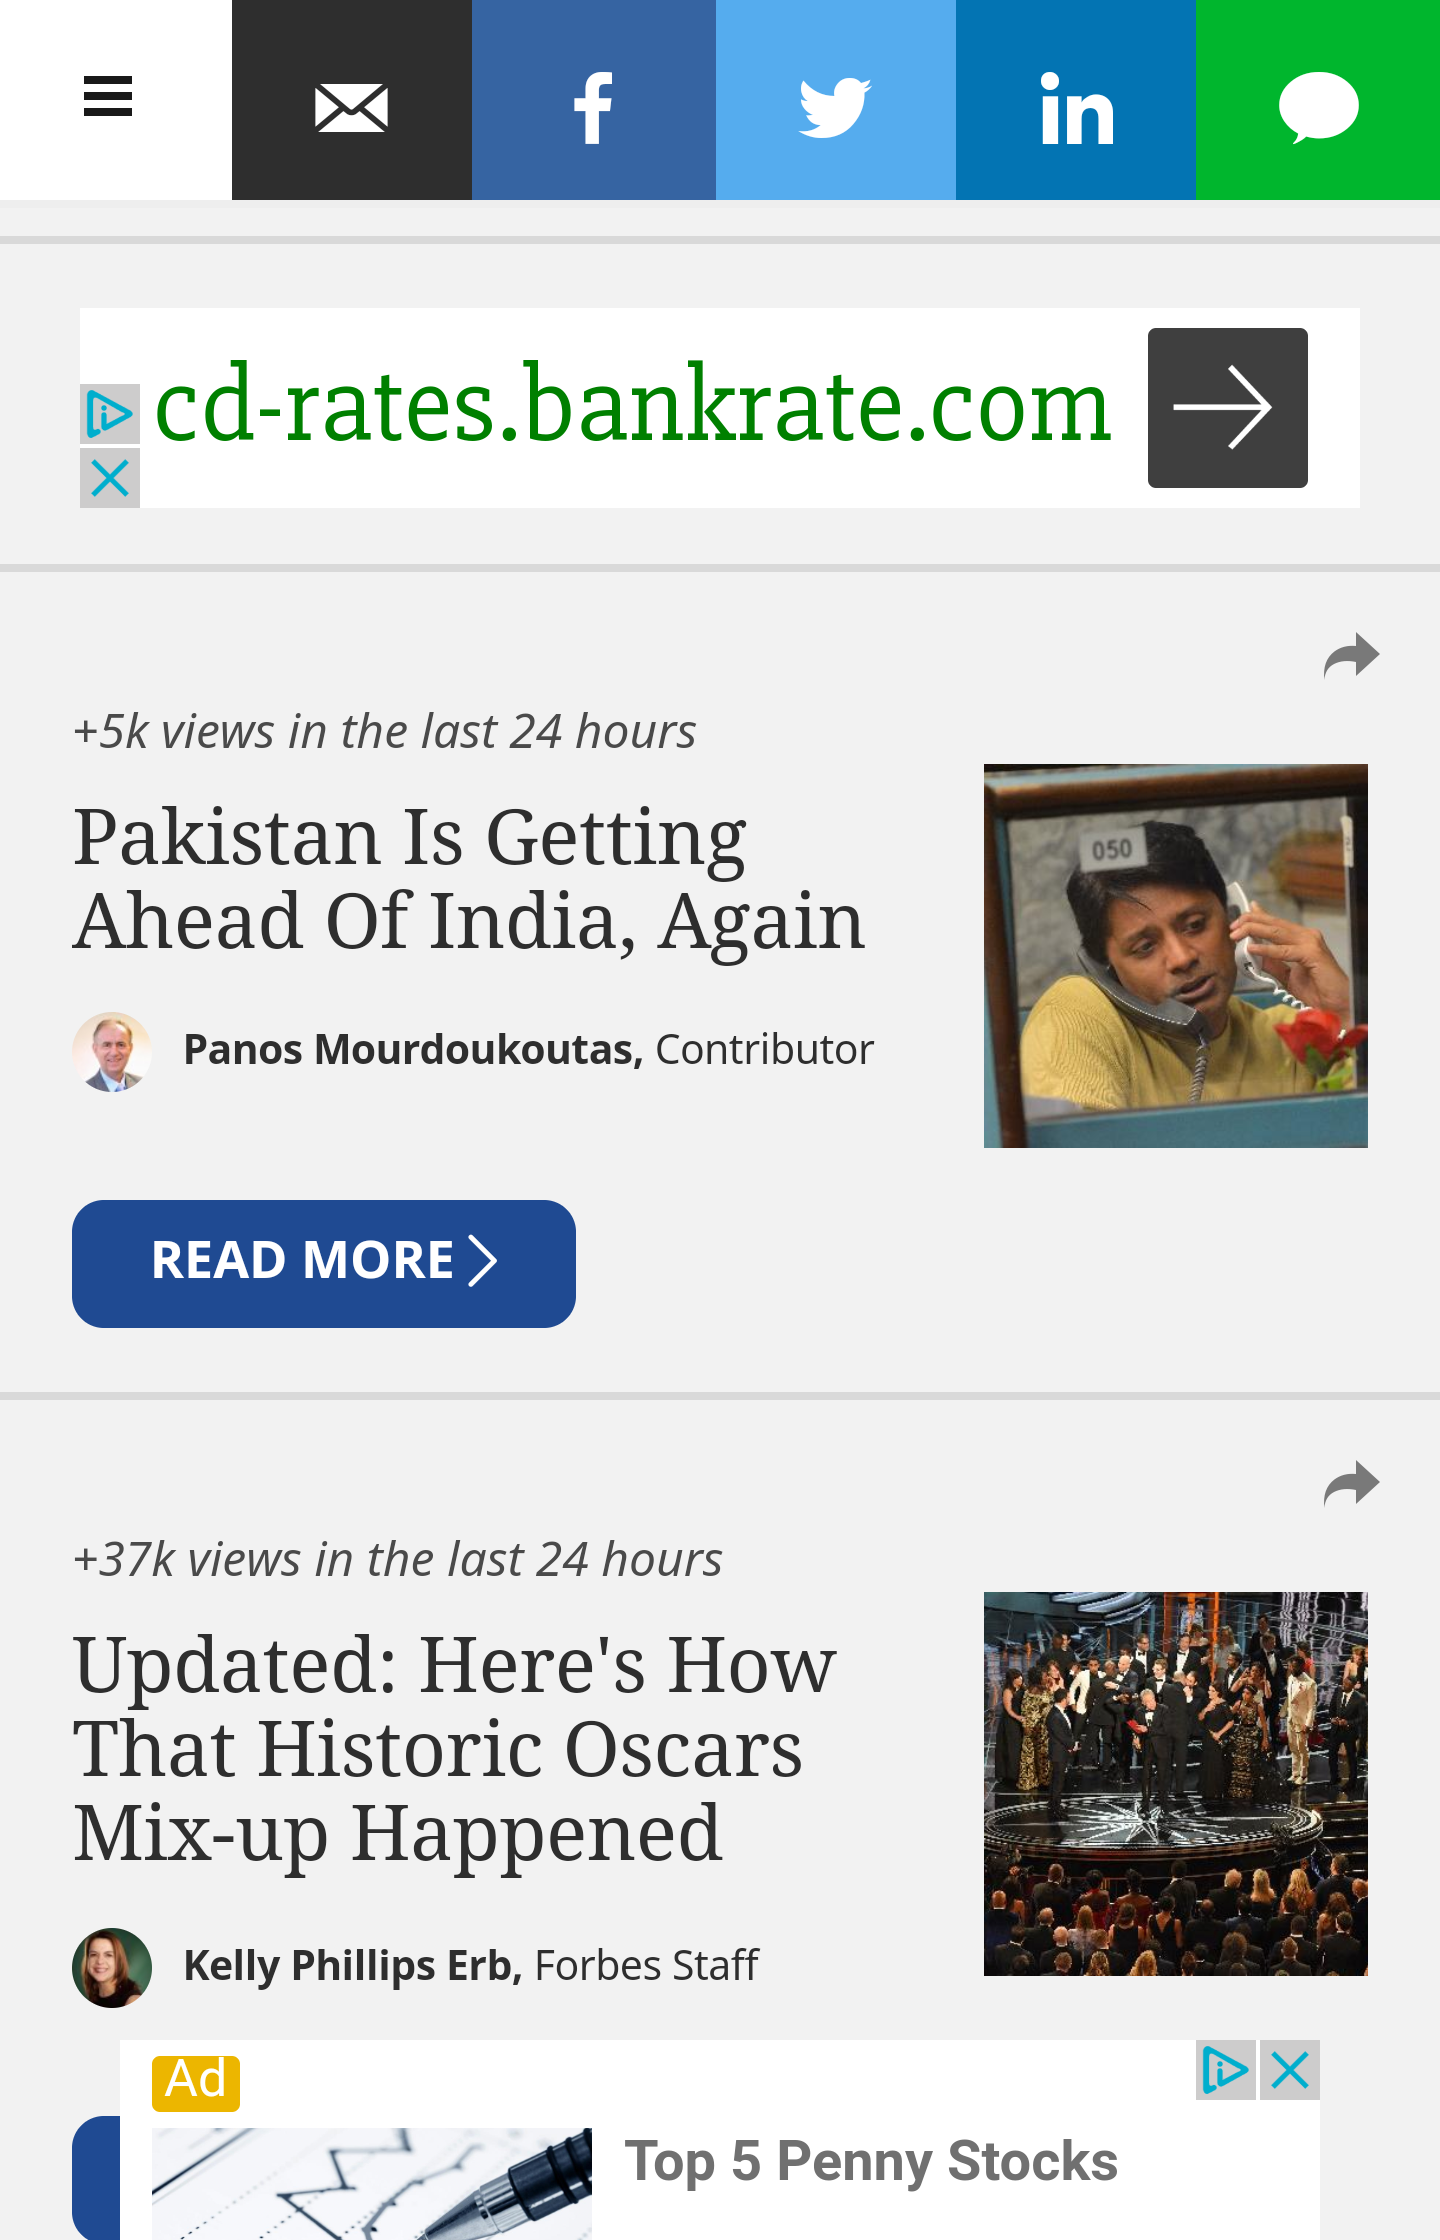 cd-rates.bankrate.com
+5k views in the last 24 hours
Pakistan Is Getting
Ahead Of India, Again
050
Panos Mourdoukoutas, Contributor
READ MORE
+37k views in the last 24 hours
Updated: Here's How
That Historic Oscars
Mix-up Happened
Kelly Phillips Erb, Forbes Staff
Ad
Top 5 Penny Stocks